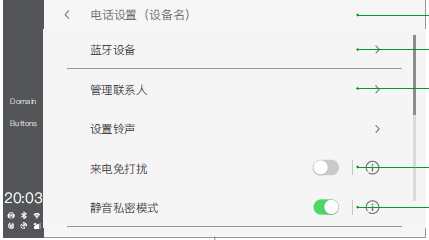 电话设置（设备名）
蓝牙设备
管理联系人
设置铃声
来电免打扰
静音私密模式
Domain
Buttons
20:03